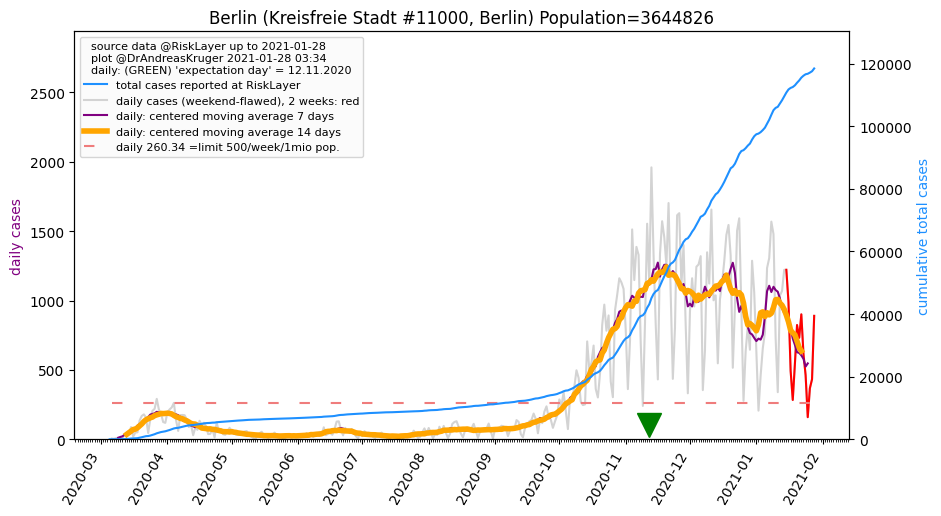 Berlin (Kreisfreie Stadt #11000, Berlin) Population=3644826
source data @RiskLayer up to 2021-01-28
plot @DrAndreasKruger 2021-01-28 03:34
daily: (GREEN) 'expectation day' = 12.11.2020
total cases reported at RiskLayer
daily cases (weekend-flawed), 2 weeks: red
daily: centered moving average 7 days
daily: centered moving average 14 days
daily 260.34 =limit 500/week/1mio pop.
daily cases
2500
2000
1500
1000
500
0
120000
100000
80000
60000
40000
20000
0
cumulative total cases
2020-03
2020-04
2020-05
2020-06
2020-07
2020-08
2020-09
2020-10
2020-11
2020-12
2021-01
2021-02